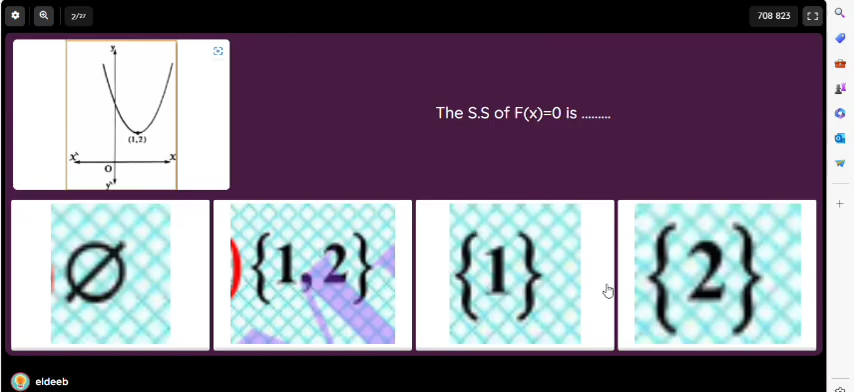 2/27
708 823
y
(1,2)
x'
x
O
y'
The S.S of F(x)=0 is .........
∅
{1,2}
{1}
{2}
eldeeb